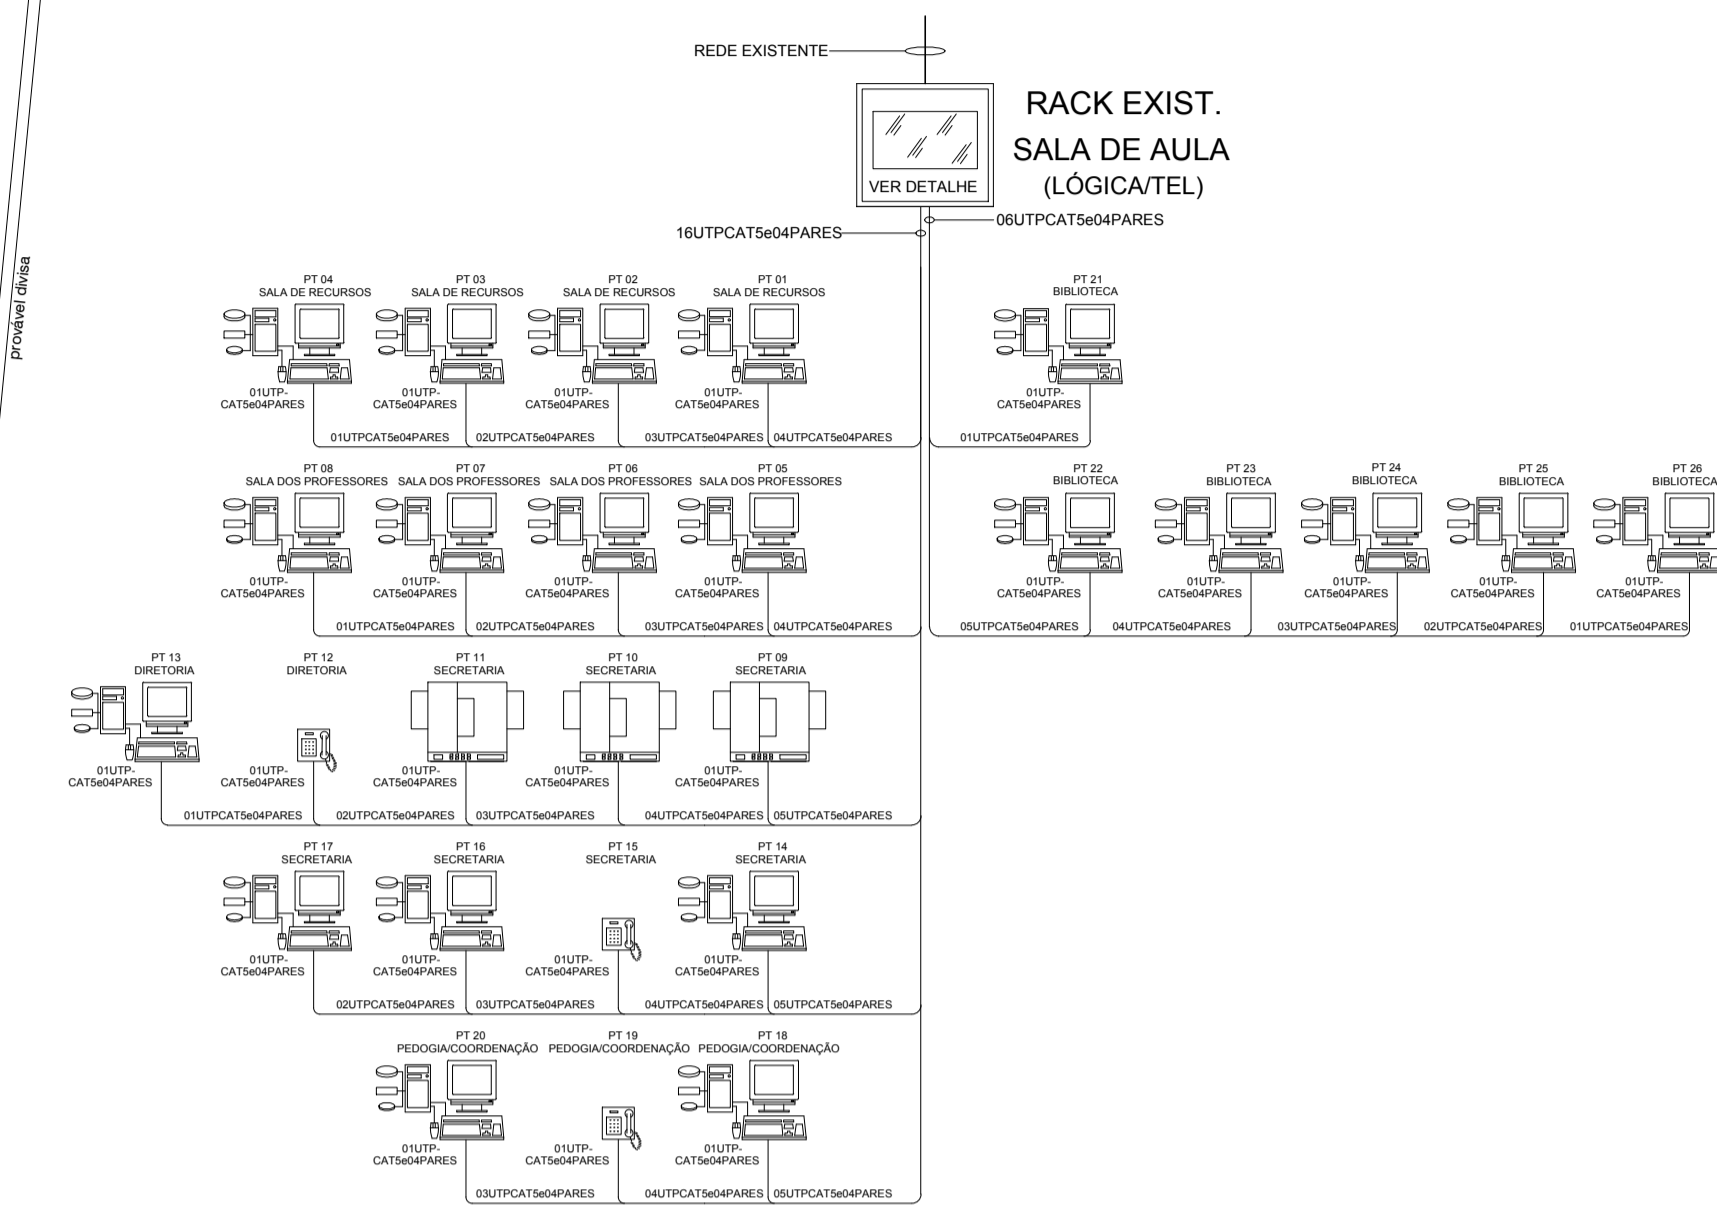 REDE EXISTENTE
RACK EXIST.
SALA DE AULA
(LÓGICA/TEL)
VER DETALHE
06UTPCAT5e04PARES
16UTPCAT5e04PARES
provável divisa
PT 04
SALA DE RECURSOS
PT 03
SALA DE RECURSOS
PT 02
SALA DE RECURSOS
PT 01
SALA DE RECURSOS
PT 21
BIBLIOTECA
01UTP-
CAT5e04PARES
01UTP-
CAT5e04PARES
01UTP-
CAT5e04PARES
01UTP-
CAT5e04PARES
01UTP-
CAT5e04PARES
01UTPCAT5e04PARES
02UTPCAT5e04PARES
03UTPCAT5e04PARES
04UTPCAT5e04PARES
01UTPCAT5e04PARES
PT 08
SALA DOS PROFESSORES
PT 07
SALA DOS PROFESSORES
PT 06
SALA DOS PROFESSORES
PT 05
SALA DOS PROFESSORES
PT 22
BIBLIOTECA
PT 23
BIBLIOTECA
PT 24
BIBLIOTECA
PT 25
BIBLIOTECA
PT 26
BIBLIOTECA
01UTP-
CAT5e04PARES
01UTP-
CAT5e04PARES
01UTP-
CAT5e04PARES
01UTP-
CAT5e04PARES
01UTP-
CAT5e04PARES
01UTP-
CAT5e04PARES
01UTP-
CAT5e04PARES
01UTP-
CAT5e04PARES
01UTP-
CAT5e04PARES
01UTPCAT5e04PARES
02UTPCAT5e04PARES
03UTPCAT5e04PARES
04UTPCAT5e04PARES
05UTPCAT5e04PARES
04UTPCAT5e04PARES
03UTPCAT5e04PARES
02UTPCAT5e04PARES
01UTPCAT5e04PARES
PT 13
DIRETORIA
PT 12
DIRETORIA
PT 11
SECRETARIA
PT 10
SECRETARIA
PT 09
SECRETARIA
01UTP-
CAT5e04PARES
01UTP-
CAT5e04PARES
01UTP-
CAT5e04PARES
01UTP-
CAT5e04PARES
01UTP-
CAT5e04PARES
01UTPCAT5e04PARES
02UTPCAT5e04PARES
03UTPCAT5e04PARES
04UTPCAT5e04PARES
05UTPCAT5e04PARES
PT 17
SECRETARIA
PT 16
SECRETARIA
PT 15
SECRETARIA
PT 14
SECRETARIA
01UTP-
CAT5e04PARES
01UTP-
CAT5e04PARES
01UTP-
CAT5e04PARES
01UTP-
CAT5e04PARES
02UTPCAT5e04PARES
03UTPCAT5e04PARES
04UTPCAT5e04PARES
05UTPCAT5e04PARES
PT 20
PEDOGIA/COORDENAÇÃO
PT 19
PEDOGIA/COORDENAÇÃO
PT 18
PEDOGIA/COORDENAÇÃO
01UTP-
CAT5e04PARES
01UTP-
CAT5e04PARES
01UTP-
CAT5e04PARES
03UTPCAT5e04PARES
04UTPCAT5e04PARES
05UTPCAT5e04PARES